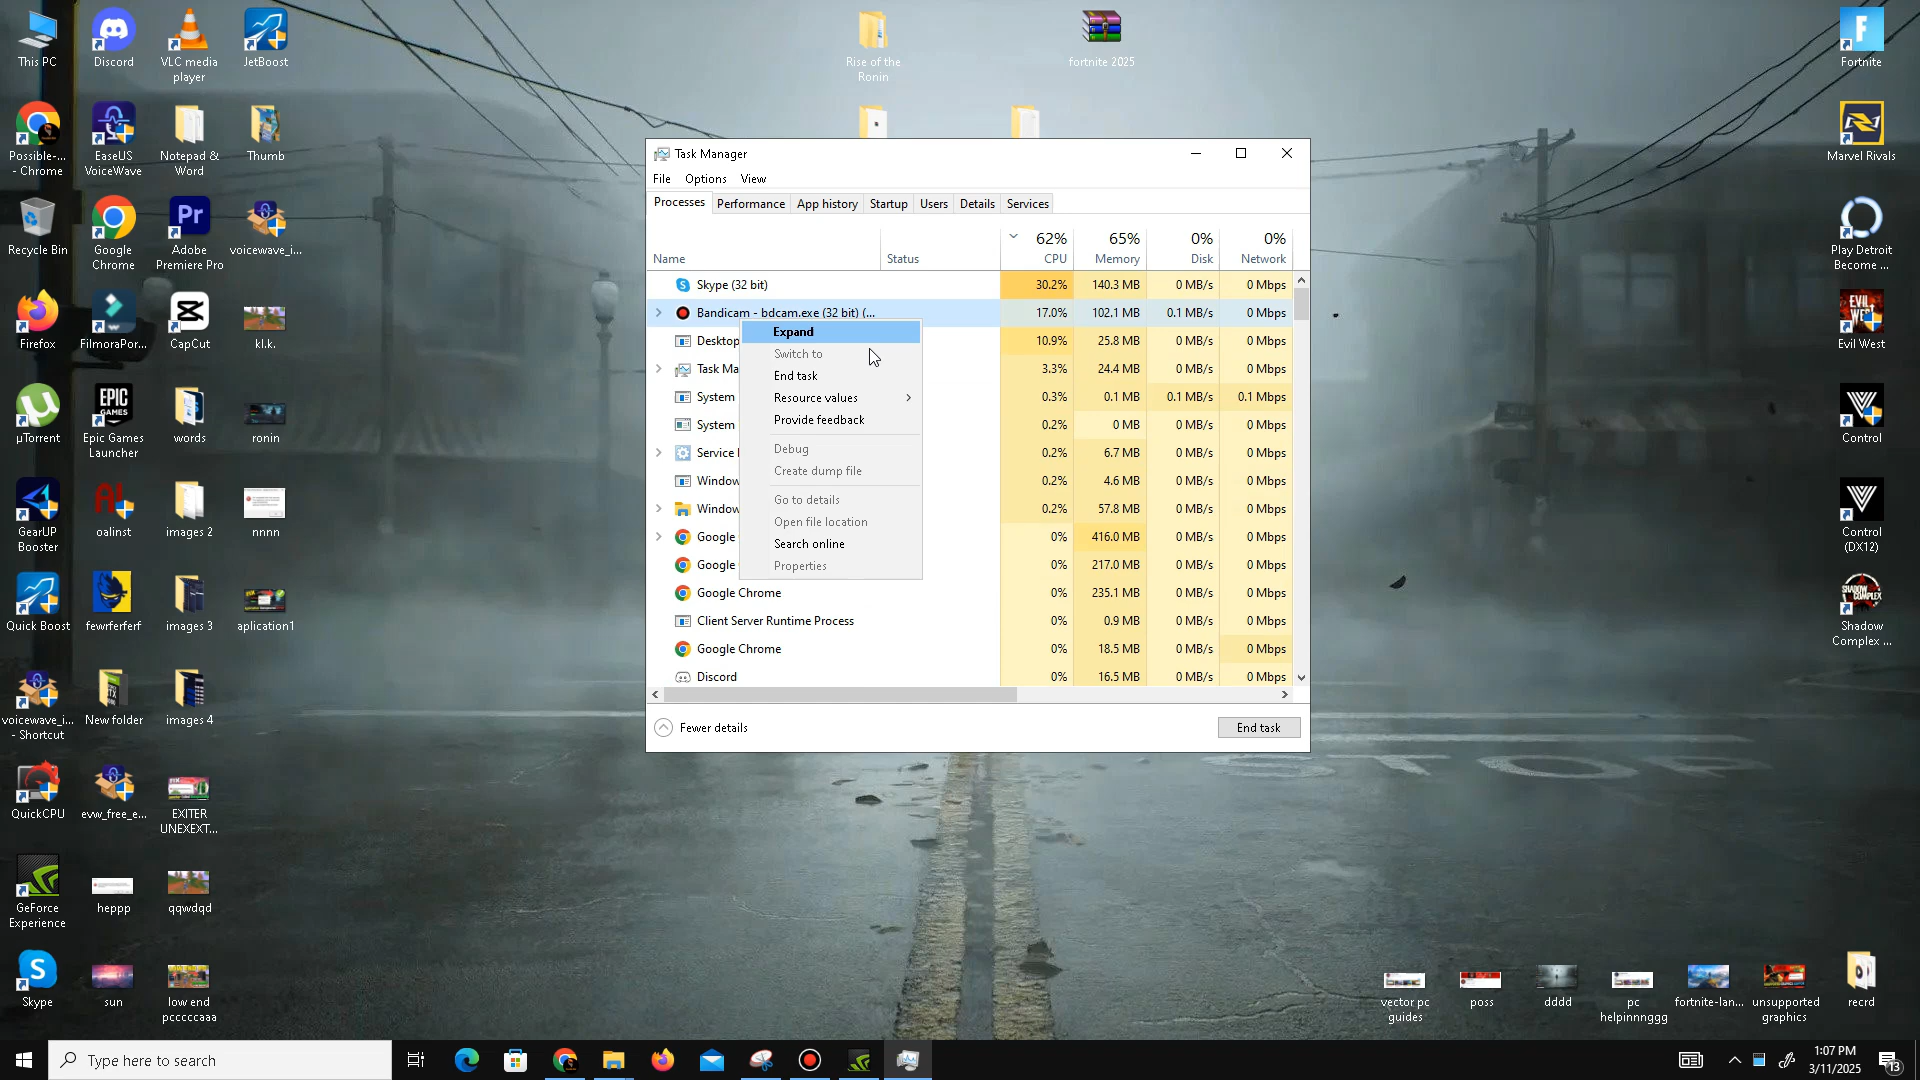 This PC
Discord
VLC media
player
JetBoost
Rise of the
Ronin
fortnite 2025
Fortnite
Possible-...
- Chrome
EaseUS
VoiceWave
Notepad &
Word
Thumb
Marvel Rivals
Recycle Bin
Google
Chrome
Adobe
Premiere Pro
voicewave_i...
Play Detroit
Become ...
Firefox
FilmoraPor...
CapCut
kl.k.
Evil West
µTorrent
Epic Games
Launcher
words
ronin
Control
GearUP
Booster
oalinst
images 2
nnnn
Control
(DX12)
Quick Boost
fewrferferf
images 3
aplication1
Shadow
Complex ...
voicewave_i...
- Shortcut
New folder
images 4
QuickCPU
evw_free_e...
EXITER
UNEXEXT...
GeForce
Experience
heppp
qqwdqd
Skype
sun
low end
pcccccaaa
Task Manager
File Options View
Processes Performance App history Startup Users Details Services
62% 65% 0% 0%
Name Status CPU Memory Disk Network
Skype (32 bit) 30.2% 140.3 MB 0 MB/s 0 Mbps
Bandicam - bdcam.exe (32 bit) (... 17.0% 102.1 MB 0.1 MB/s 0 Mbps
Desktop 10.9% 25.8 MB 0 MB/s 0 Mbps
Task Ma 3.3% 24.4 MB 0 MB/s 0 Mbps
System 0.3% 0.1 MB 0.1 MB/s 0.1 Mbps
System 0.2% 0 MB 0 MB/s 0 Mbps
Service 0.2% 6.7 MB 0 MB/s 0 Mbps
Window 0.2% 4.6 MB 0 MB/s 0 Mbps
Window 0.2% 57.8 MB 0 MB/s 0 Mbps
Google 0% 416.0 MB 0 MB/s 0 Mbps
Google 0% 217.0 MB 0 MB/s 0 Mbps
Google Chrome 0% 235.1 MB 0 MB/s 0 Mbps
Client Server Runtime Process 0% 0.9 MB 0 MB/s 0 Mbps
Google Chrome 0% 18.5 MB 0 MB/s 0 Mbps
Discord 0% 16.5 MB 0 MB/s 0 Mbps
Expand
Switch to
End task
Resource values
Provide feedback
Debug
Create dump file
Go to details
Open file location
Search online
Properties
Fewer details
End task
STOP
vector pc
guides
poss
dddd
pc
helpinnnggg
fortnite-lan...
unsupported
graphics
recrd
Type here to search
1:07 PM
3/11/2025
13